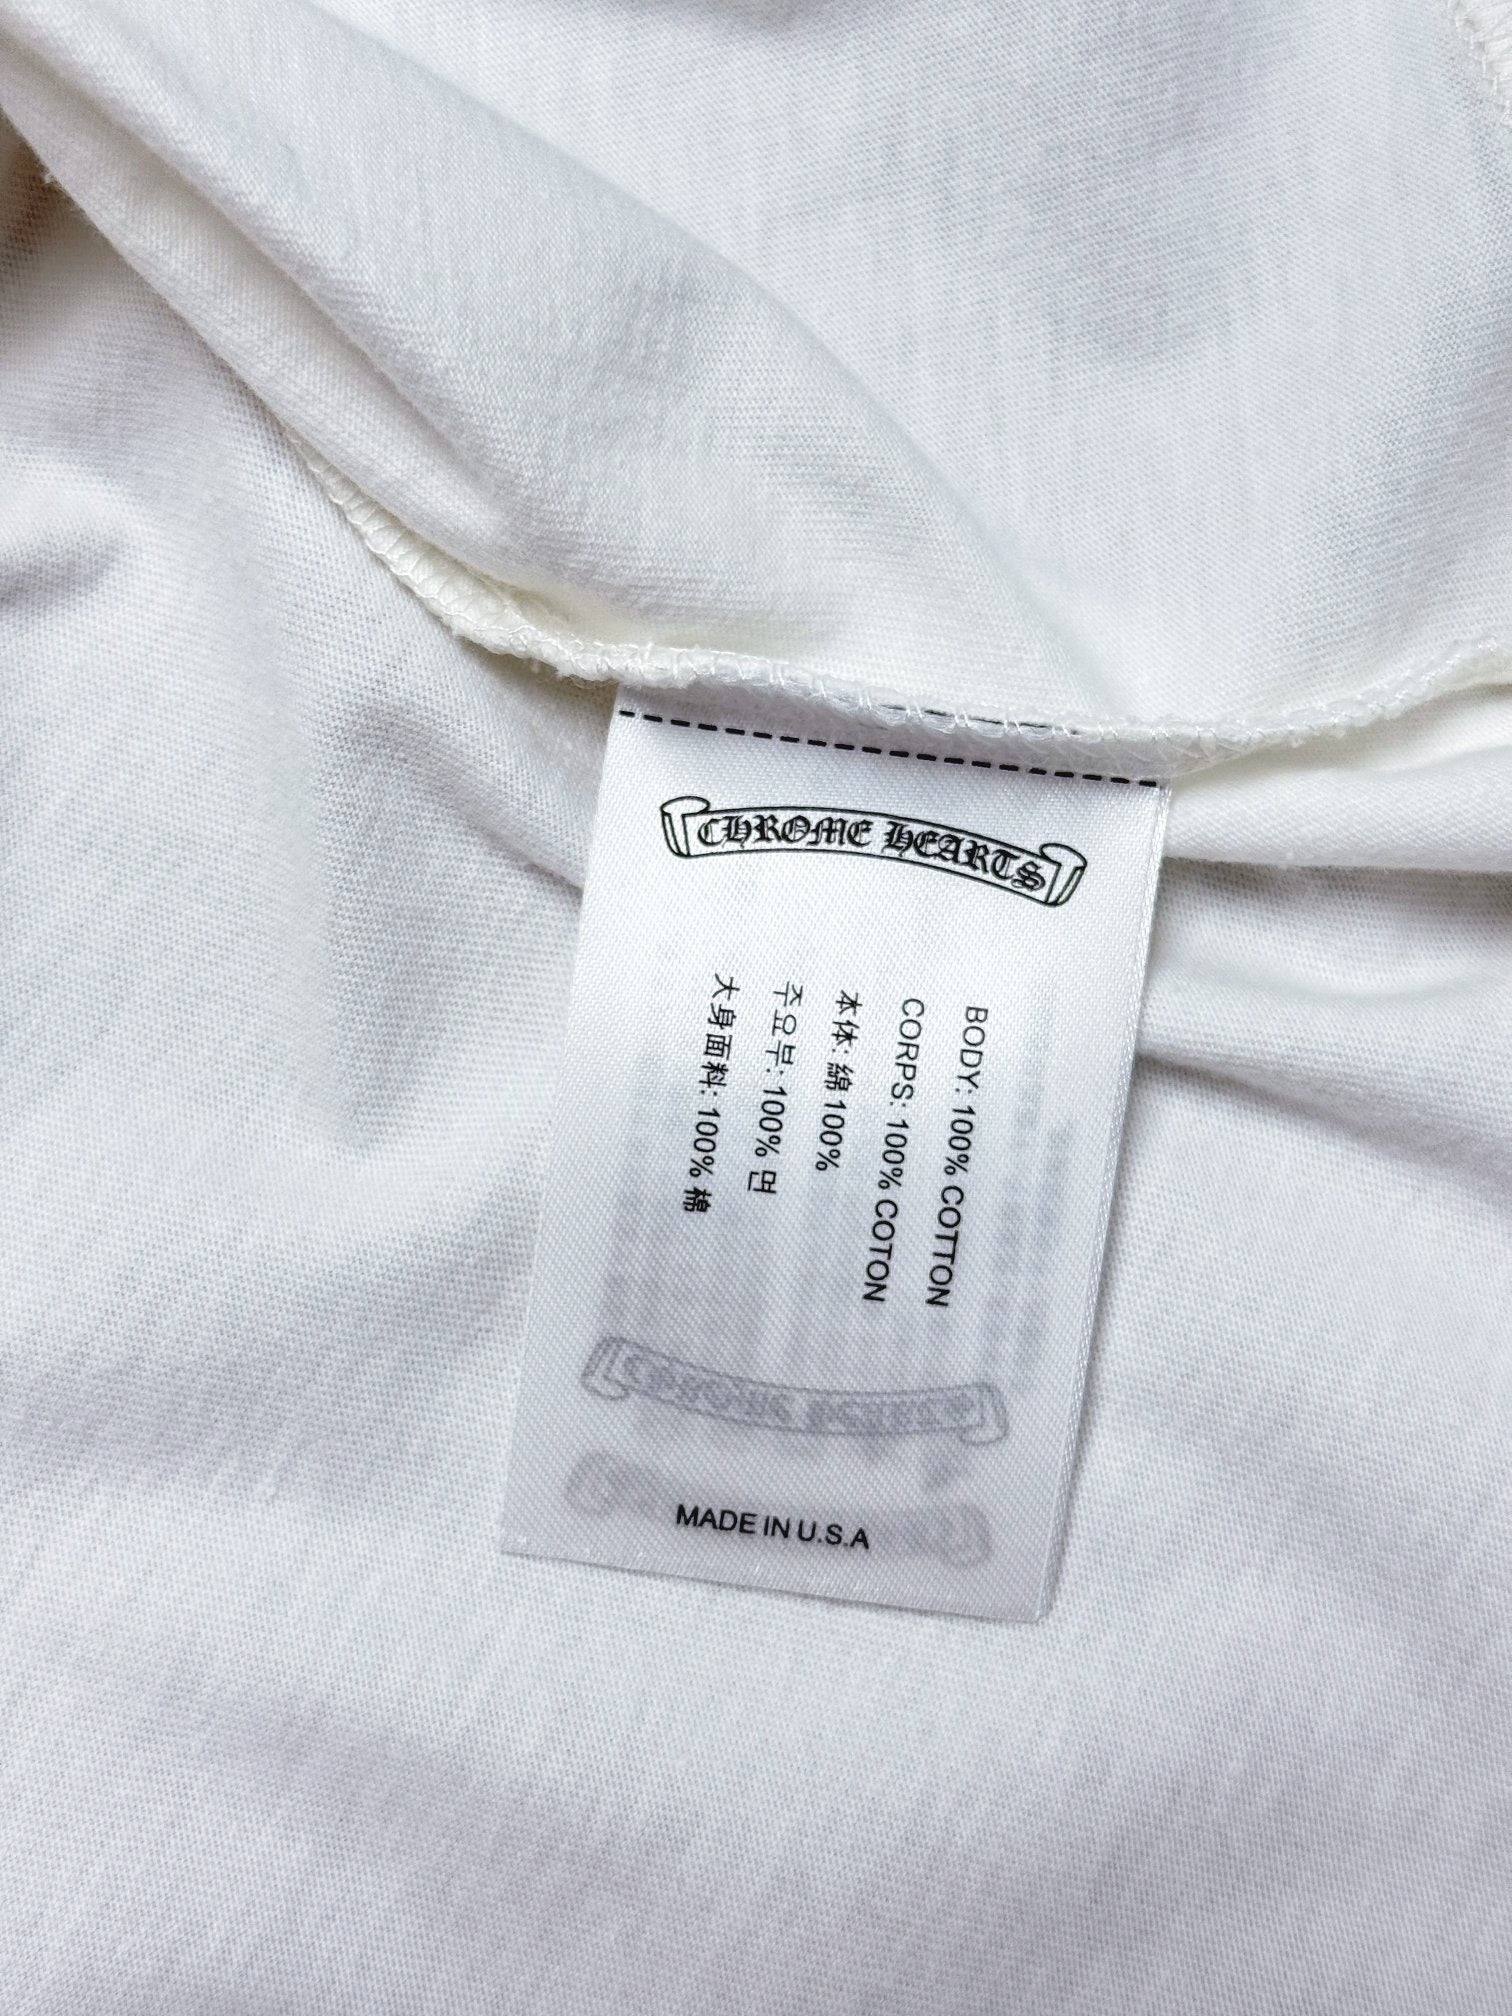 CHROME HEARTS
BODY: 100% COTTON
CORPS: 100% COTON
本体: 綿 100%
주요부: 100% 면
大身面料: 100% 棉
MADE IN U.S.A